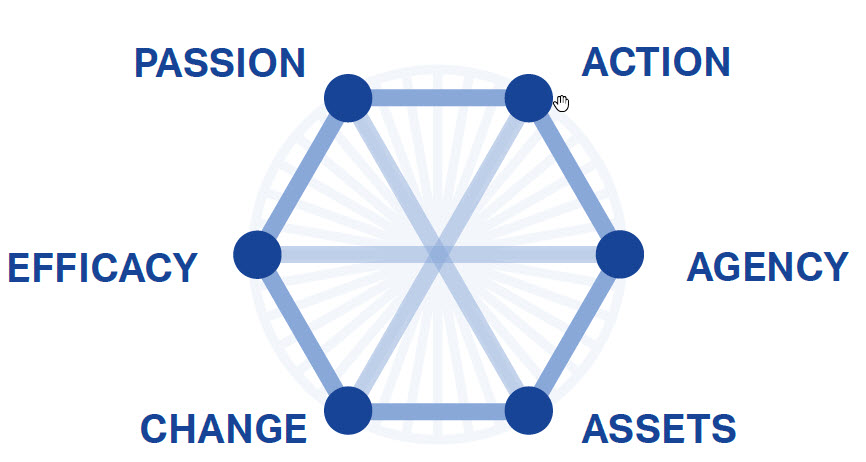 PASSION
ACTION
EFFICACY
AGENCY
CHANGE
ASSETS